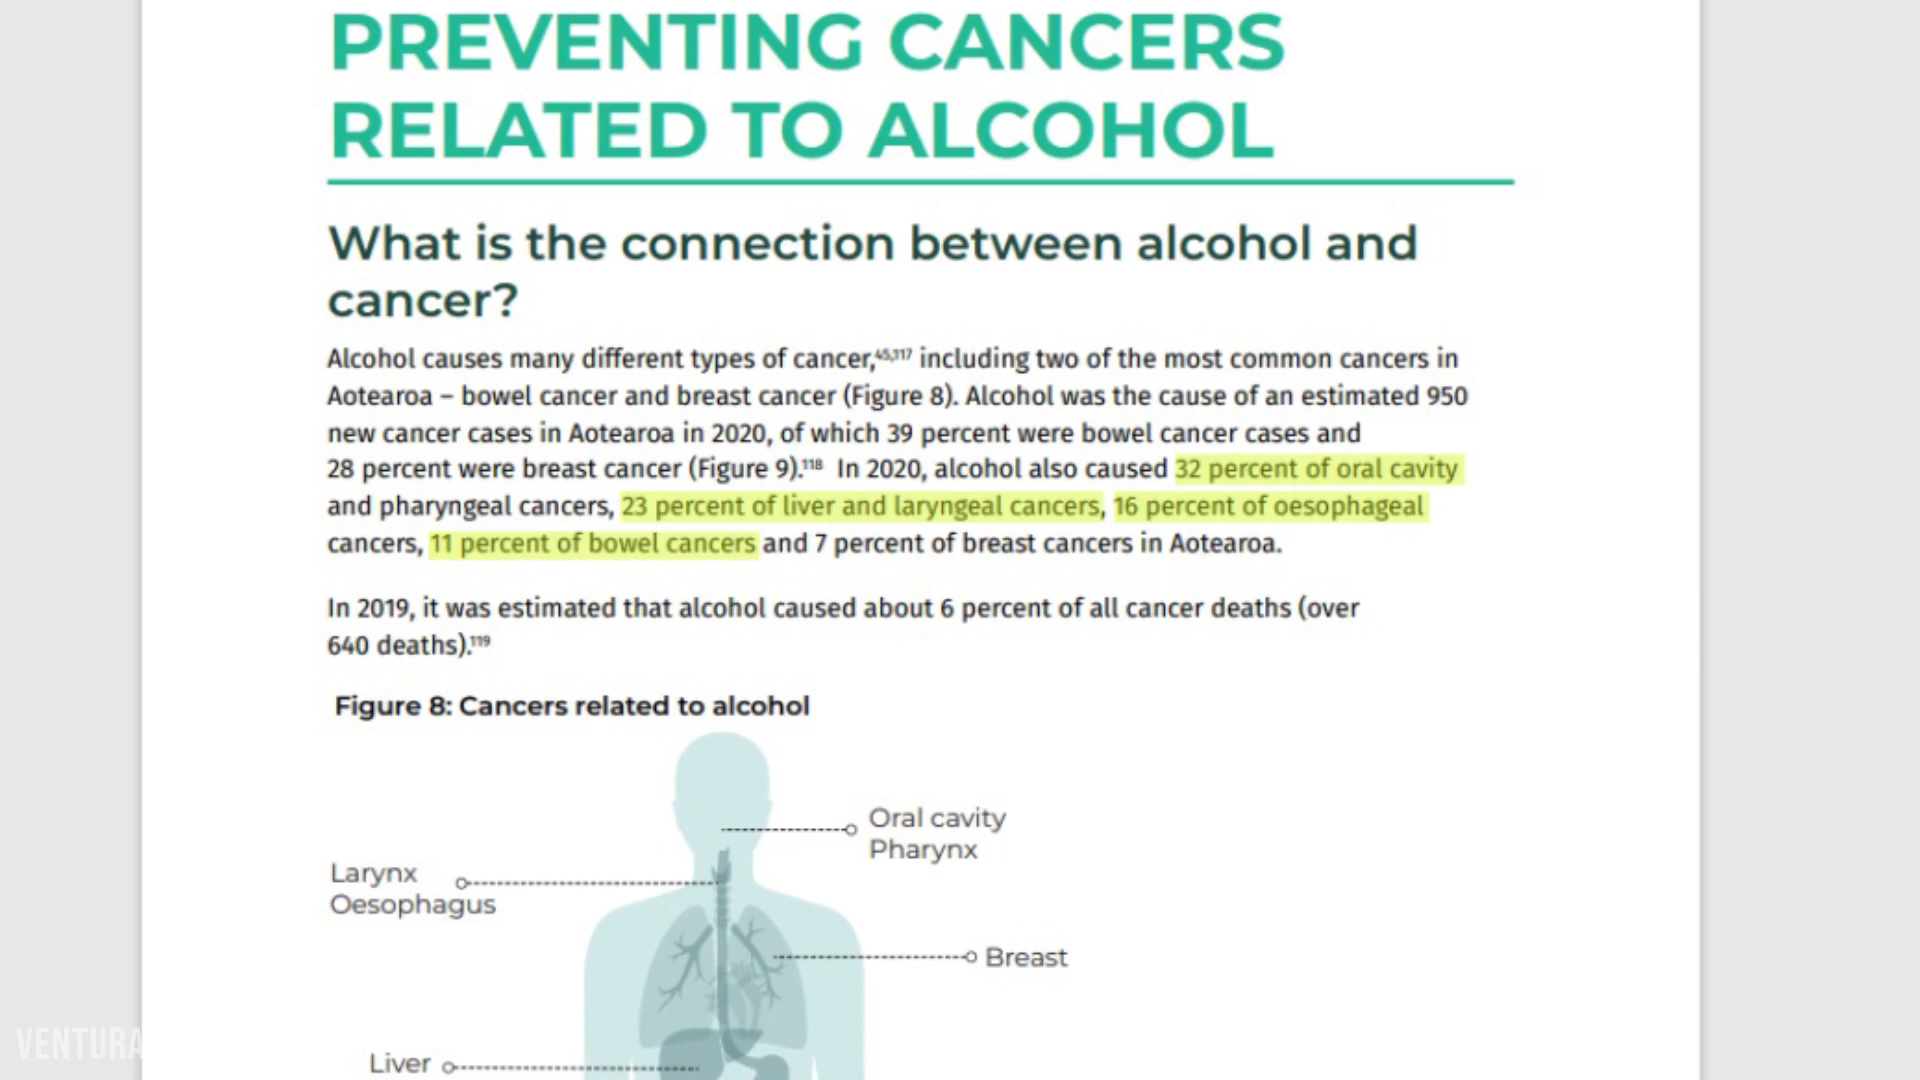 PREVENTING CANCERS
RELATED TO ALCOHOL
What is the connection between alcohol and
cancer?
Alcohol causes many different types of cancer,45,117 including two of the most common cancers in
Aotearoa – bowel cancer and breast cancer (Figure 8). Alcohol was the cause of an estimated 950
new cancer cases in Aotearoa in 2020, of which 39 percent were bowel cancer cases and
28 percent were breast cancer (Figure 9).118 In 2020, alcohol also caused 32 percent of oral cavity
and pharyngeal cancers, 23 percent of liver and laryngeal cancers, 16 percent of oesophageal
cancers, 11 percent of bowel cancers and 7 percent of breast cancers in Aotearoa.
In 2019, it was estimated that alcohol caused about 6 percent of all cancer deaths (over
640 deaths).119
Figure 8: Cancers related to alcohol
Oral cavity
Pharynx
Larynx
Oesophagus
Breast
Liver
VENTURA